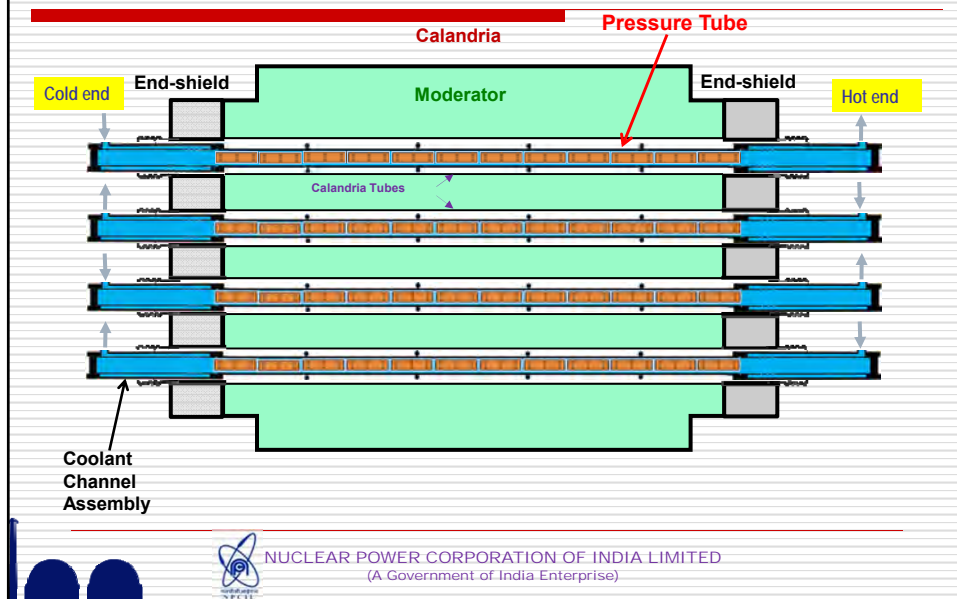 Pressure Tube
Calandria
End-shield
End-shield
Cold end
Moderator
Hot end
Calandria Tubes
Coolant
Channel
Assembly
NUCLEAR POWER CORPORATION OF INDIA LIMITED
(A Government of India Enterprise)